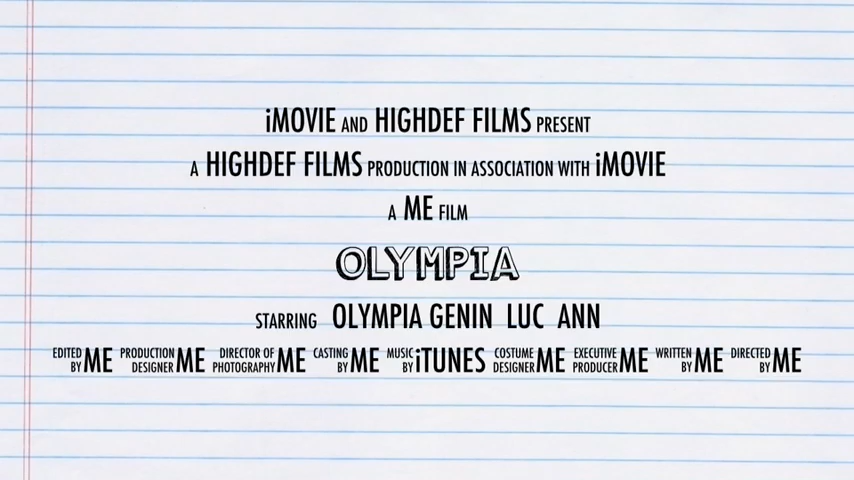 iMOVIE AND HIGHDEF FILMS PRESENT
A HIGHDEF FILMS PRODUCTION IN ASSOCIATION WITH iMOVIE
A ME FILM
OLYMPIA
STARRING OLYMPIA GENIN LUC ANN
EDITED BY ME PRODUCTION DESIGNER ME DIRECTOR OF PHOTOGRAPHY ME CASTING BY ME MUSIC BY iTUNES COSTUME DESIGNER ME EXECUTIVE PRODUCER ME WRITTEN BY ME DIRECTED BY ME